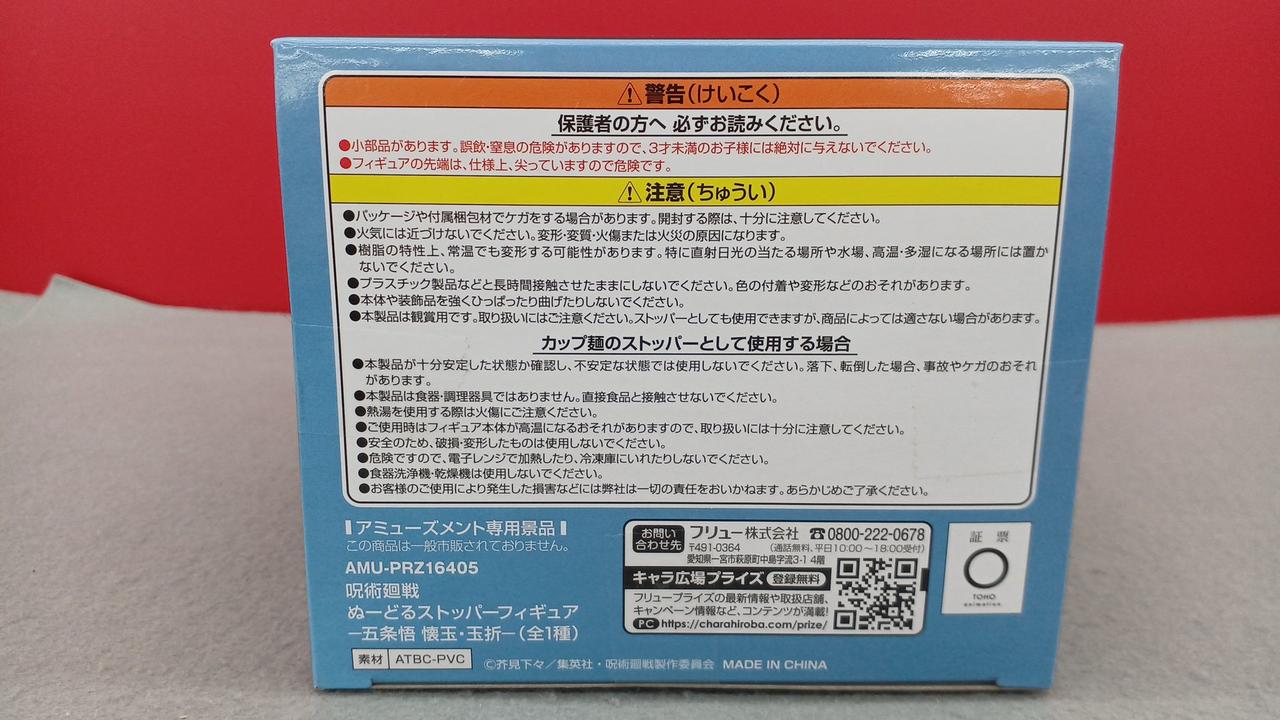 ⚠警告(けいこく)
保護者の方へ 必ずお読みください。
●小部品があります。誤飲・窒息の危険がありますので、3才未満のお子様には絶対に与えないでください。
●フィギュアの先端は、仕様上、尖っていますので危険です。
⚠注意(ちゅうい)
●パッケージや付属梱包材でケガをする場合があります。開封する際は、十分に注意してください。
●火気には近づけないでください。変形・変質・火傷または火災の原因になります。
●樹脂の特性上、常温でも変形する可能性があります。特に直射日光の当たる場所や水場、高温・多湿になる場所には置か
ないでください。
●プラスチック製品などと長時間接触させたままにしないでください。色の付着や変形などのおそれがあります。
●本体や装飾品を強くひっぱったり曲げたりしないでください。
●本製品は観賞用です。取り扱いにはご注意ください。ストッパーとしても使用できますが、商品によっては適さない場合があります。
カップ麺のストッパーとして使用する場合
●本製品が十分安定した状態か確認し、不安定な状態では使用しないでください。落下、転倒した場合、事故やケガのおそれ
があります。
●本製品は食器・調理器具ではありません。直接食品と接触させないでください。
●熱湯を使用する際は火傷にご注意ください。
●ご使用時はフィギュア本体が高温になるおそれがありますので、取り扱いには十分に注意してください。
●安全のため、破損・変形したものは使用しないでください。
●危険ですので、電子レンジで加熱したり、冷凍庫にいれたりしないでください。
●食器洗浄機・乾燥機は使用しないでください。
●お客様のご使用により発生した損害などには弊社は一切の責任をおいかねます。あらかじめご了承ください。
アミューズメント専用景品
この商品は一般市販されておりません。
AMU-PRZ16405
呪術廻戦
ぬーどるストッパーフィギュア
ー五条悟 懐玉・玉折ー(全1種)
素材 ATBC-PVC
©芥見下々/集英社・呪術廻戦製作委員会 MADE IN CHINA
お問い
合わせ先
フリュー株式会社 ☎0800-222-0678
〒491-0364 (通話無料、平日10:00~18:00受付)
愛知県一宮市萩原町中島字流3-1 4階
キャラ広場プライズ 登録無料
フリュープライズの最新情報や取扱店舗、
キャンペーン情報など、コンテンツが満載!
PC https://charahiroba.com/prize/
証 票
TOHO
animation